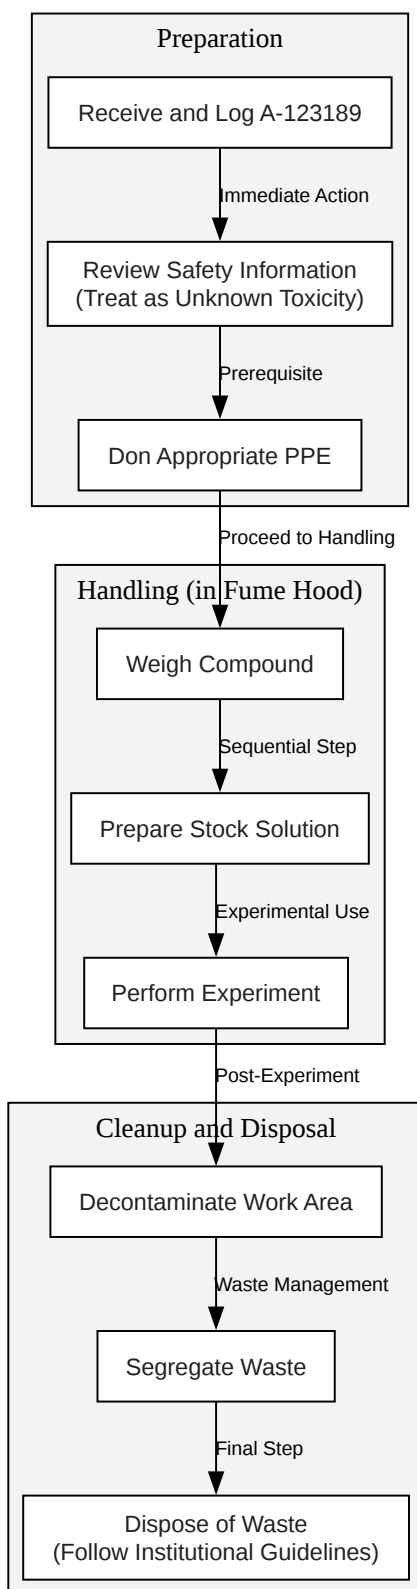 Preparation
Receive and Log A-123189
Immediate Action
Review Safety Information
(Treat as Unknown Toxicity)
Prerequisite
Don Appropriate PPE
Proceed to Handling
Handling (in Fume Hood)
Weigh Compound
Sequential Step
Prepare Stock Solution
Experimental Use
Perform Experiment
Post-Experiment
Cleanup and Disposal
Decontaminate Work Area
Waste Management
Segregate Waste
Final Step
Dispose of Waste
(Follow Institutional Guidelines)